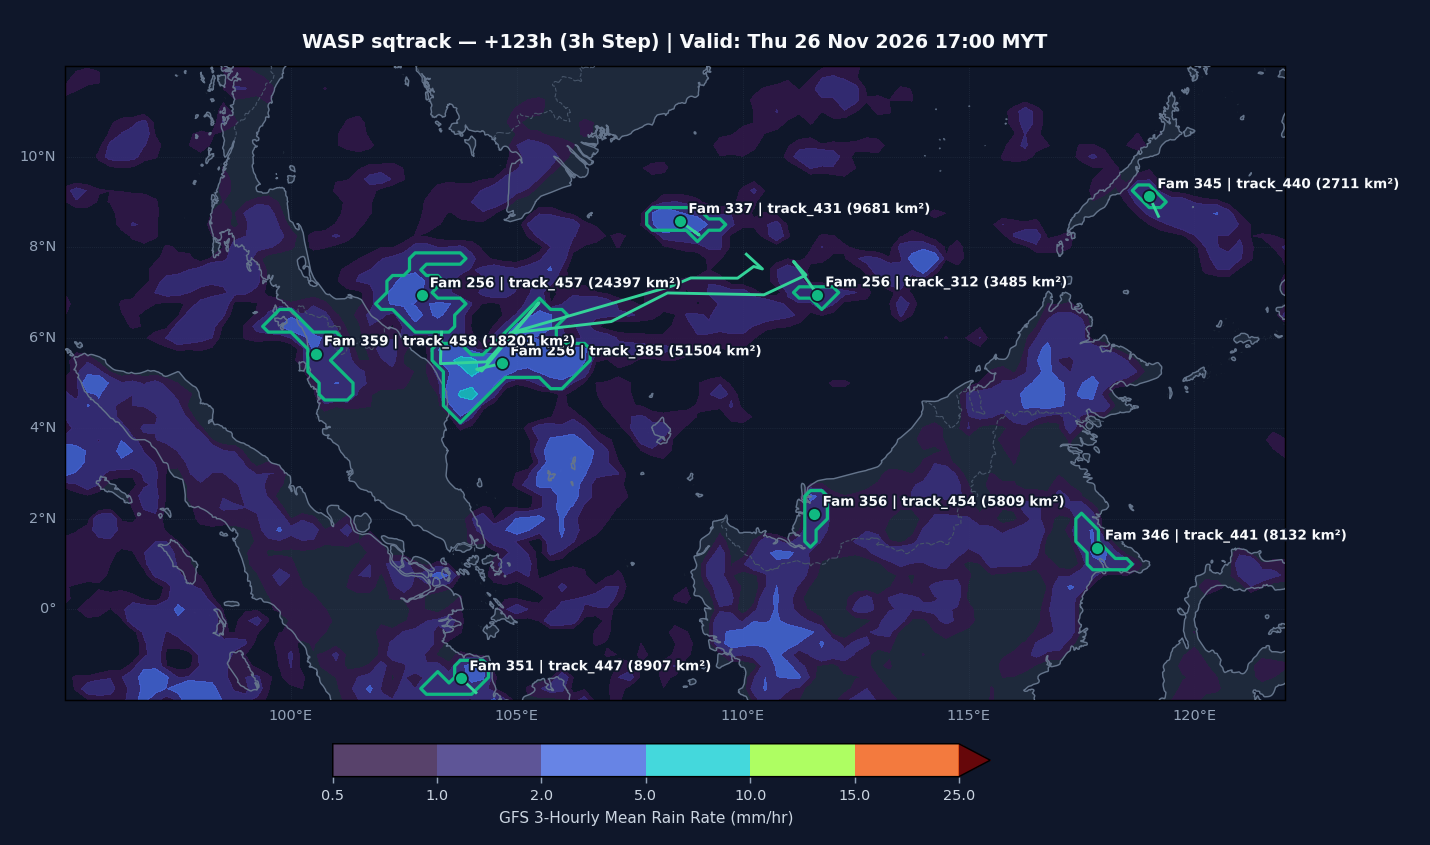 WASP sqtrack — +123h (3h Step) | Valid: Thu 26 Nov 2026 17:00 MYT
10°N
Fam 345 | track_440 (2711 km²)
Fam 337 | track_431 (9681 km²)
8°N
Fam 256 | track_457 (24397 km²)
Fam 256 | track_312 (3485 km²)
6°N
Fam 359 | track_458 (18201 km²)
Fam 256 | track_385 (51504 km²)
4°N
Fam 356 | track_454 (5809 km²)
2°N
Fam 346 | track_441 (8132 km²)
0°
Fam 351 | track_447 (8907 km²)
100°E 105°E 110°E 115°E 120°E
0.5 1.0 2.0 5.0 10.0 15.0 25.0
GFS 3-Hourly Mean Rain Rate (mm/hr)